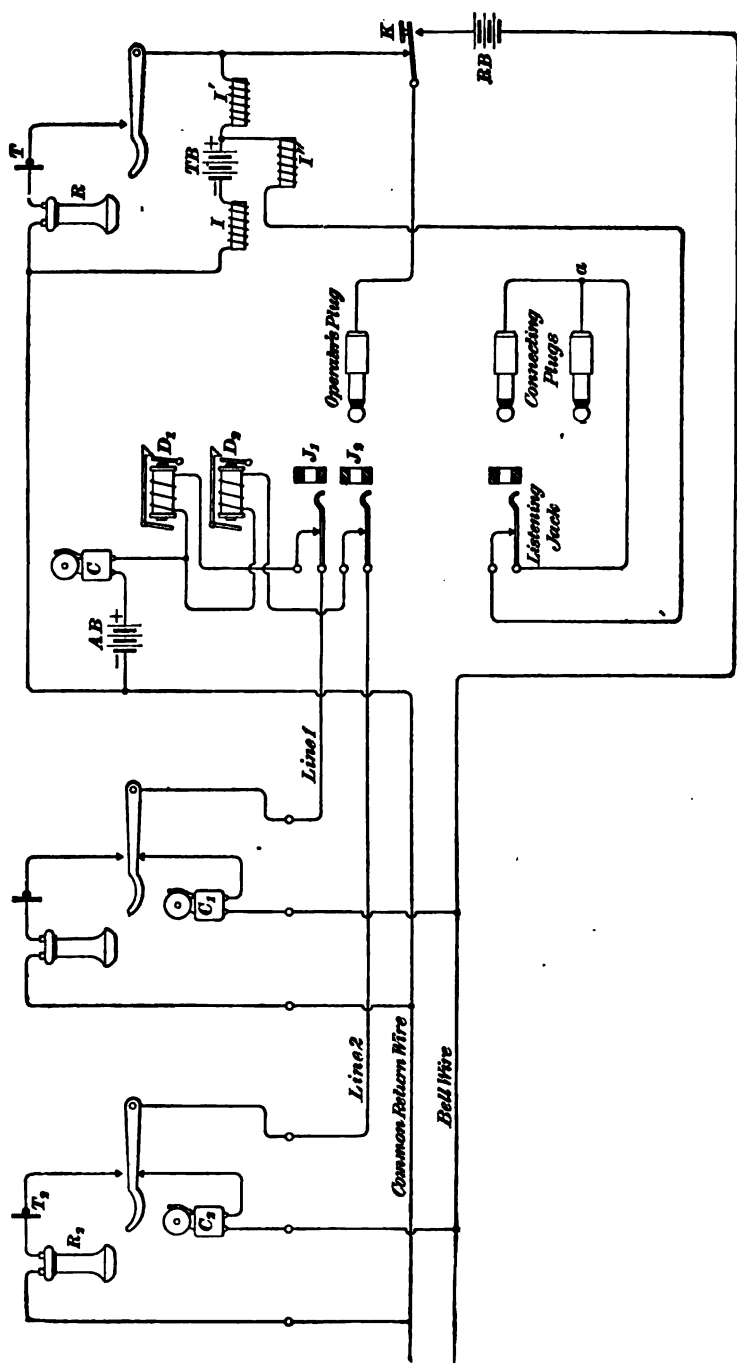 T₂
R₂
C₂
C₁
Line 2
Line 1
Common Return Wire
Bell Wire
AB
− +
C
D₁
D₂
J₁
J₂
Operator's Plug
Listening
Jack
Connecting
Plugs
a
T
R
I
− TB +
I′
I″
K
RB